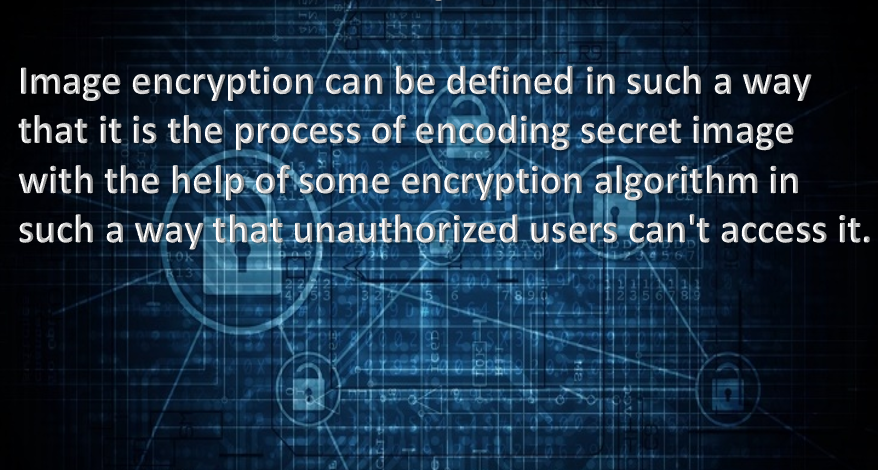 Image encryption can be defined in such a way
that it is the process of encoding secret image
with the help of some encryption algorithm in
such a way that unauthorized users can't access it.